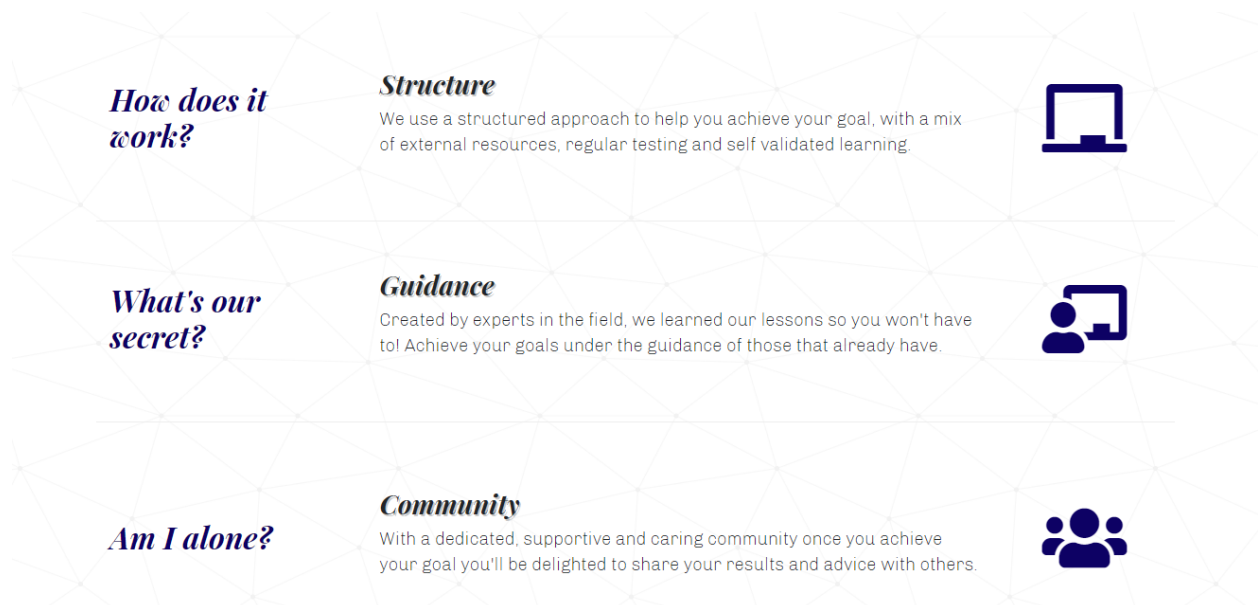 How does it
work?
Structure
We use a structured approach to help you achieve your goal, with a mix
of external resources, regular testing and self validated learning.
What's our
secret?
Guidance
Created by experts in the field, we learned our lessons so you won't have
to! Achieve your goals under the guidance of those that already have.
Am I alone?
Community
With a dedicated, supportive and caring community once you achieve
your goal you'll be delighted to share your results and advice with others.